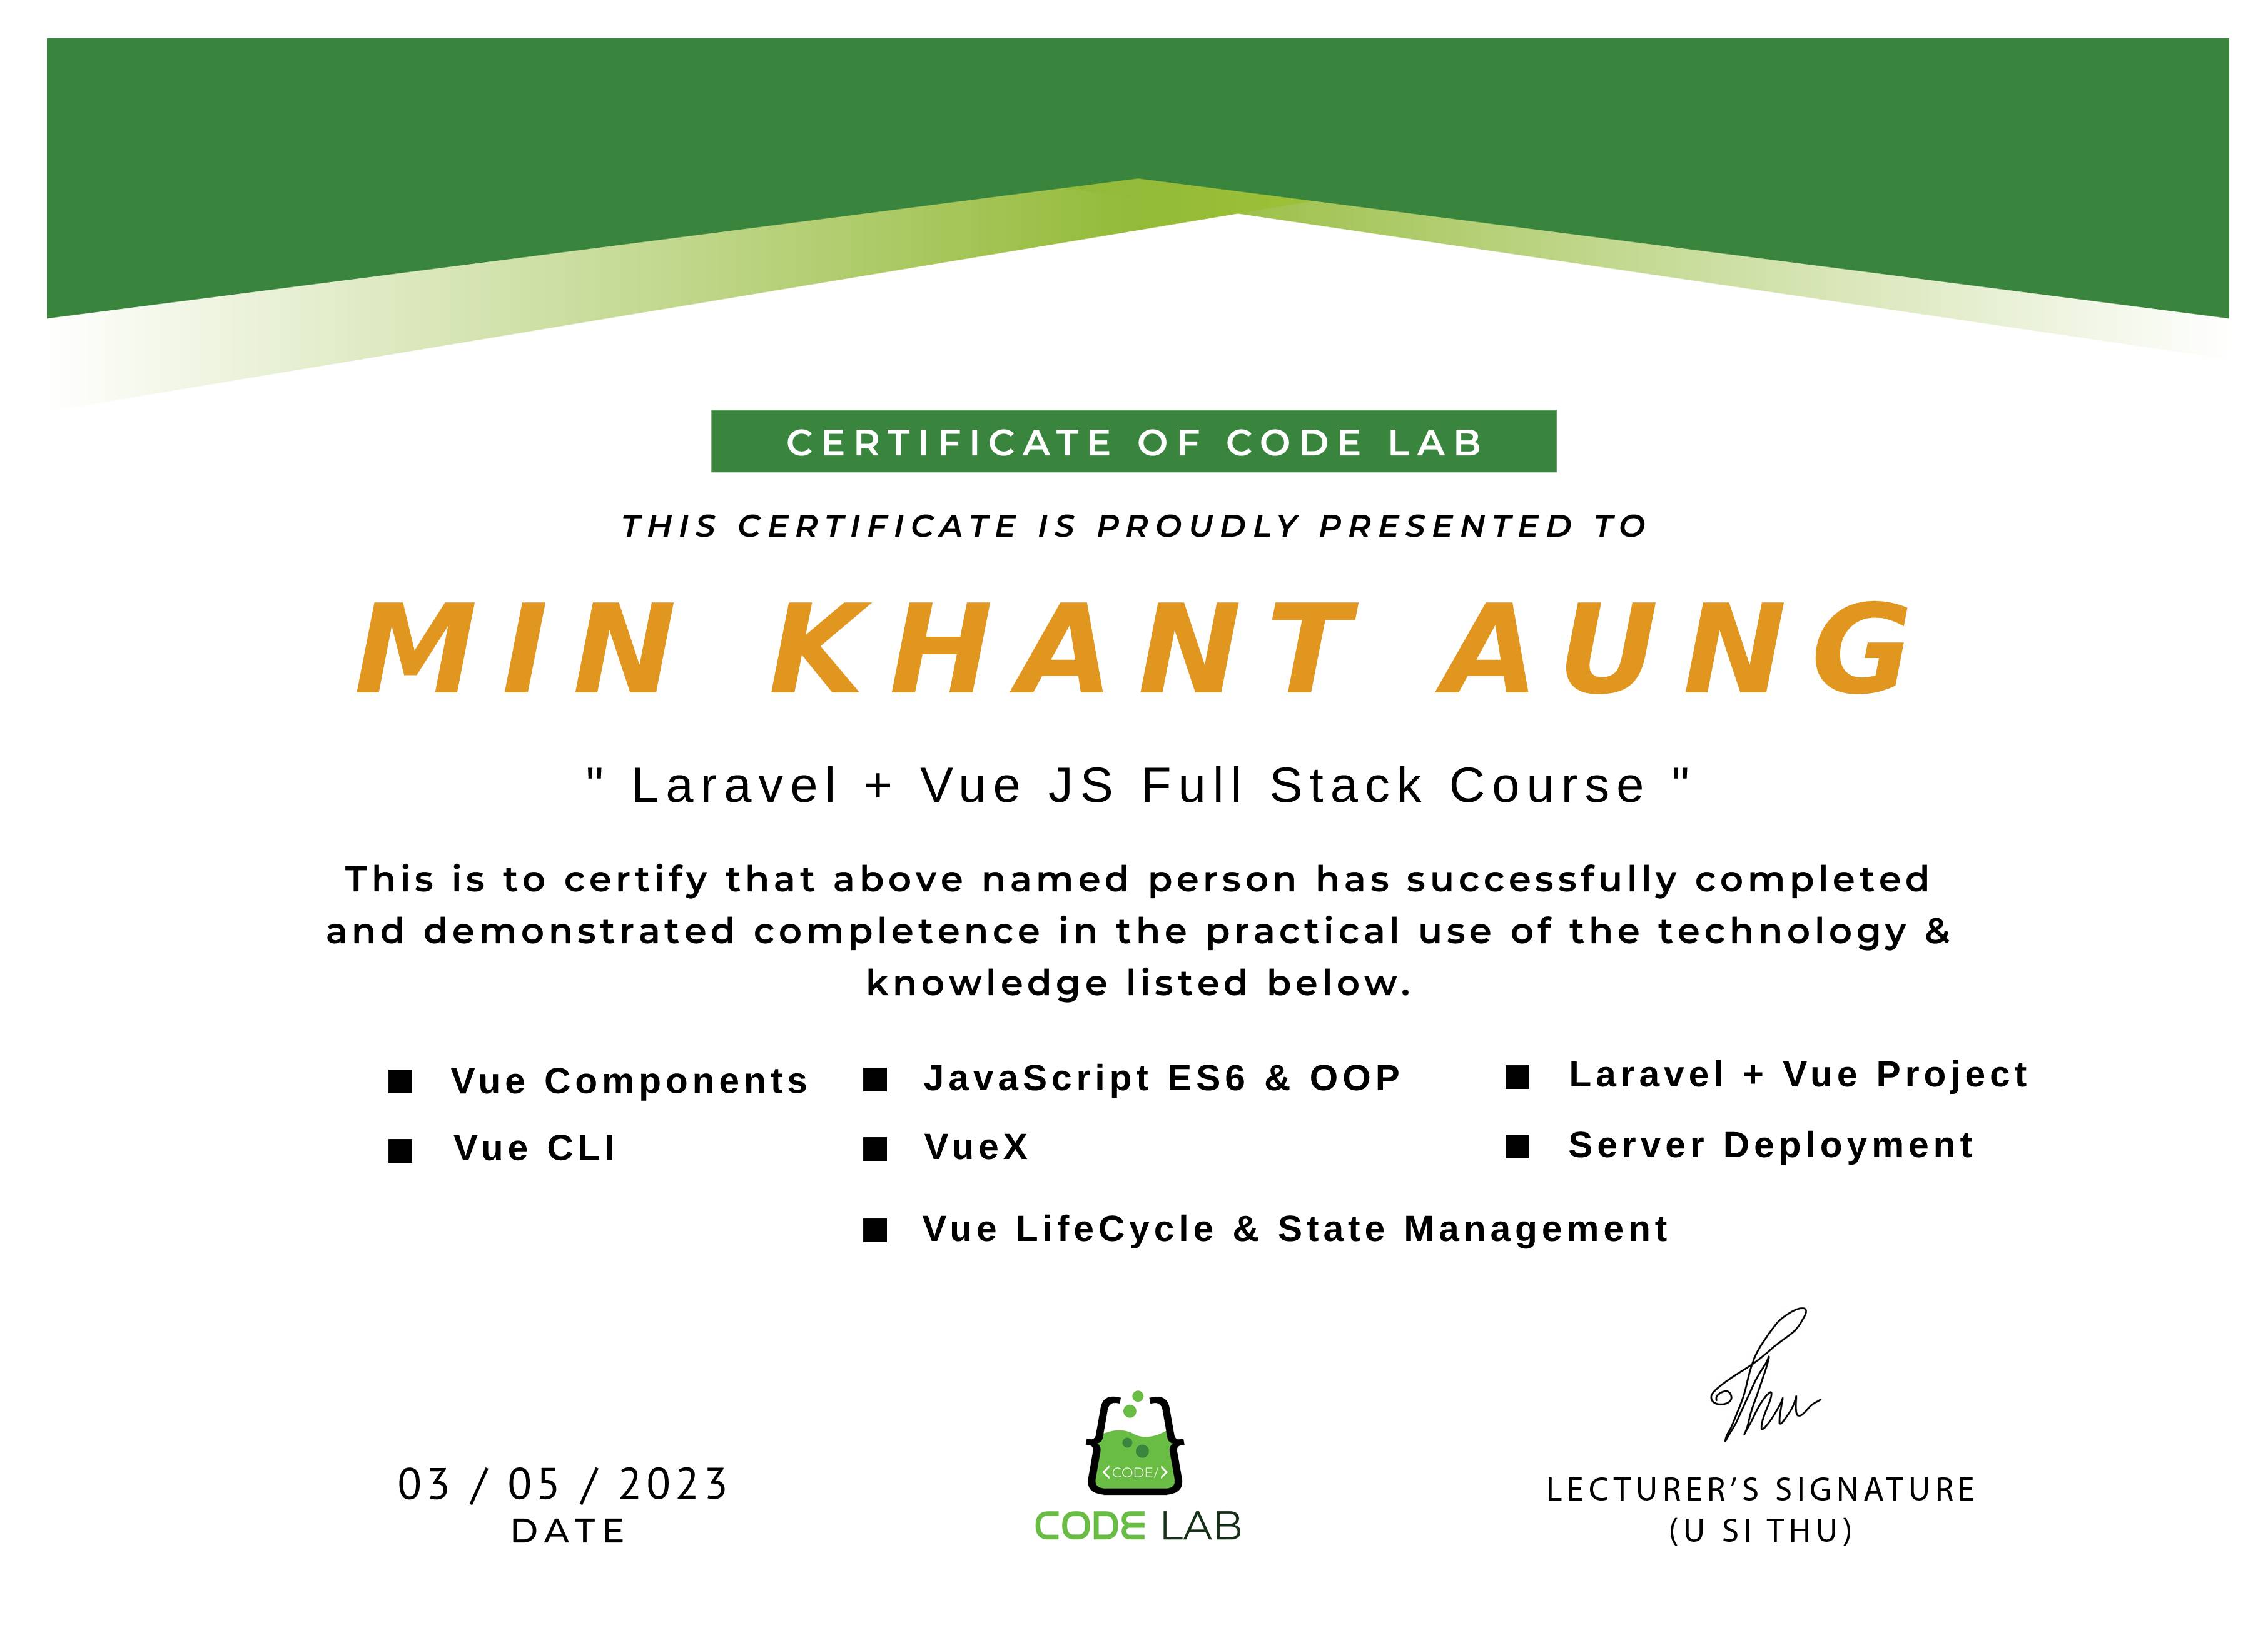 CERTIFICATE OF CODE LAB
THIS CERTIFICATE IS PROUDLY PRESENTED TO
MIN KHANT AUNG
" Laravel + Vue JS Full Stack Course "
This is to certify that above named person has successfully completed
and demonstrated completence in the practical use of the technology &
knowledge listed below.
■ Vue Components
■ Vue CLI
■ JavaScript ES6 & OOP
■ VueX
■ Vue LifeCycle & State Management
■ Laravel + Vue Project
■ Server Deployment
03 / 05 / 2023
DATE
<CODE/>
CODE LAB
Thu
LECTURER’S SIGNATURE
(U SI THU)